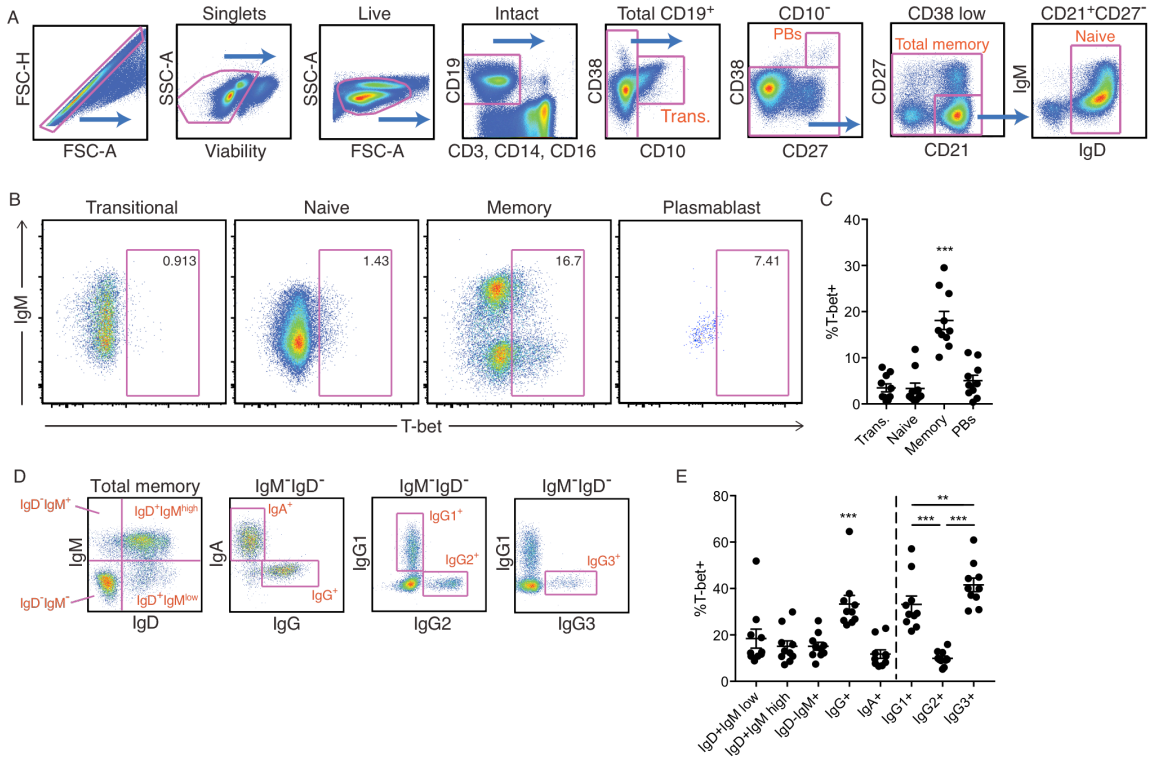 A
Singlets
Live
Intact
Total CD19⁺
CD10⁻
CD38 low
CD21⁺CD27⁻
FSC-H
FSC-A
SSC-A
Viability
SSC-A
FSC-A
CD19
CD3, CD14, CD16
CD38
Trans.
CD10
CD38
PBs
CD27
CD27
Total memory
CD21
IgM
Naive
IgD
B
Transitional
Naive
Memory
Plasmablast
0.913
1.43
16.7
7.41
IgM
T-bet
C
%T-bet+
40
30
20
10
0
***
Trans.
Naive
Memory
PBs
D
Total memory
IgM⁻IgD⁻
IgM⁻IgD⁻
IgM⁻IgD⁻
IgD⁻IgM⁺
IgD⁺IgMhigh
IgD⁻IgM⁻
IgD⁺IgMlow
IgM
IgD
IgA
IgA⁺
IgG⁺
IgG
IgG1
IgG1⁺
IgG2⁺
IgG2
IgG1
IgG3⁺
IgG3
E
%T-bet+
80
60
40
20
0
***
**
*** ***
IgD+IgM low
IgD+IgM high
IgD-IgM+
IgG+
IgA+
IgG1+
IgG2+
IgG3+